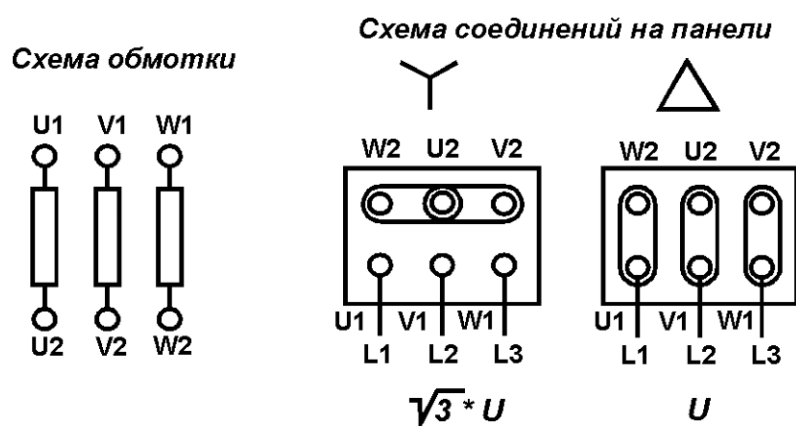 Схема соединений на панели
Схема обмотки
U1 V1 W1
U2 V2 W2
W2 U2 V2
U1 V1 W1
L1 L2 L3
√3 * U
W2 U2 V2
U1 V1 W1
L1 L2 L3
U